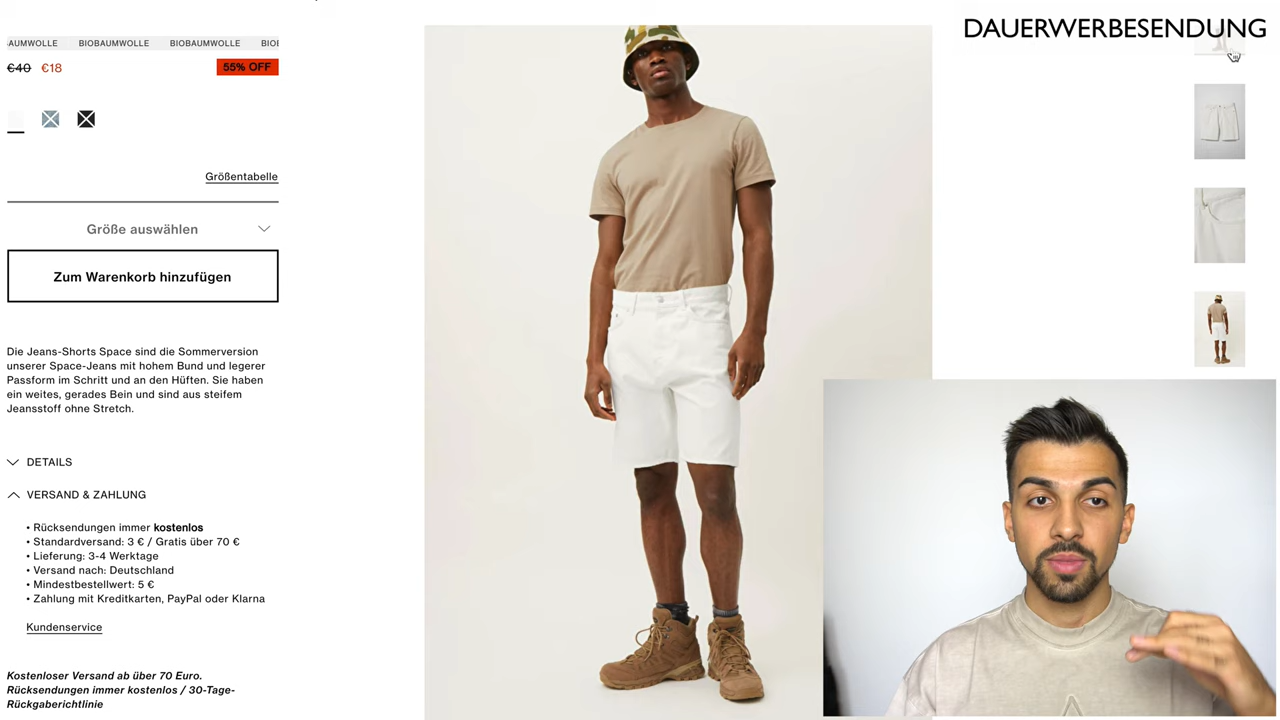 DAUERWERBESENDUNG
AUMWOLLE BIOBAUMWOLLE BIOBAUMWOLLE BIOB
€40 €18 55% OFF
Größentabelle
Größe auswählen
Zum Warenkorb hinzufügen
Die Jeans-Shorts Space sind die Sommerversion
unserer Space-Jeans mit hohem Bund und legerer
Passform im Schritt und an den Hüften. Sie haben
ein weites, gerades Bein und sind aus steifem
Jeansstoff ohne Stretch.
DETAILS
VERSAND & ZAHLUNG
• Rücksendungen immer kostenlos
• Standardversand: 3 € / Gratis über 70 €
• Lieferung: 3-4 Werktage
• Versand nach: Deutschland
• Mindestbestellwert: 5 €
• Zahlung mit Kreditkarten, PayPal oder Klarna
Kundenservice
Kostenloser Versand ab über 70 Euro.
Rücksendungen immer kostenlos / 30-Tage-
Rückgaberichtlinie